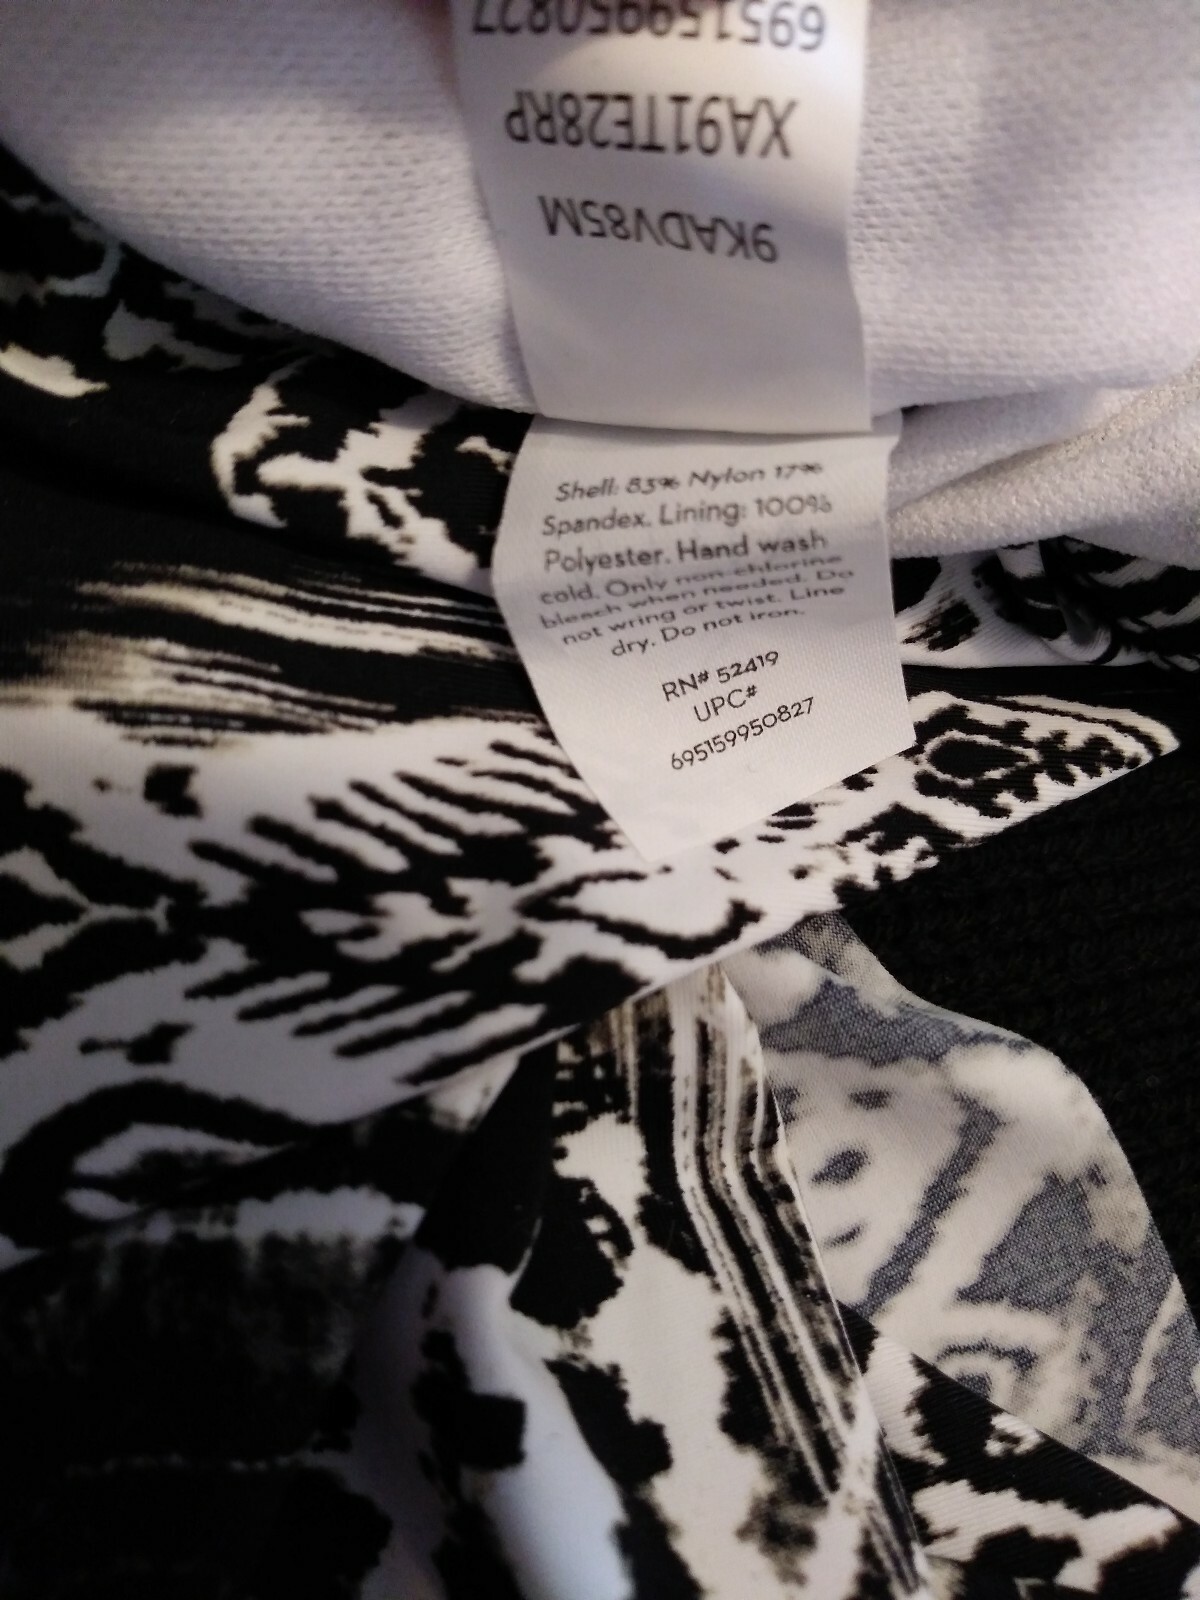 695159950827
XA91TE28RP
9KADV85M
Shell: 83% Nylon 17%
Spandex. Lining: 100%
Polyester. Hand wash
cold. Only non-chlorine
bleach when needed. Do
not wring or twist. Line
dry. Do not iron.
RN# 52419
UPC#
695159950827